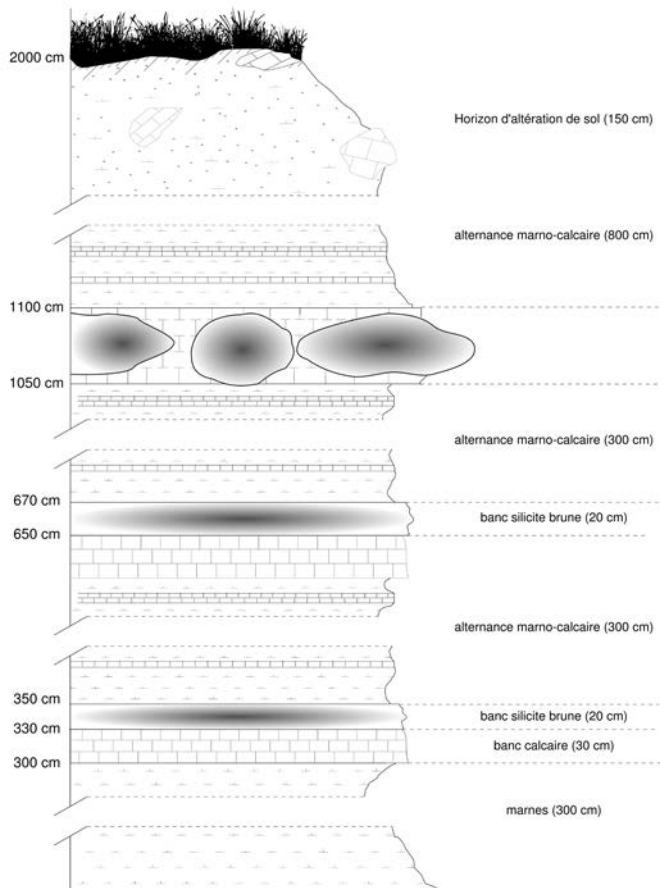 2000 cm
Horizon d'altération de sol (150 cm)
alternance marno-calcaire (800 cm)
1100 cm
1050 cm
alternance marno-calcaire (300 cm)
670 cm
banc silicite brune (20 cm)
650 cm
alternance marno-calcaire (300 cm)
350 cm
banc silicite brune (20 cm)
330 cm
banc calcaire (30 cm)
300 cm
marnes (300 cm)